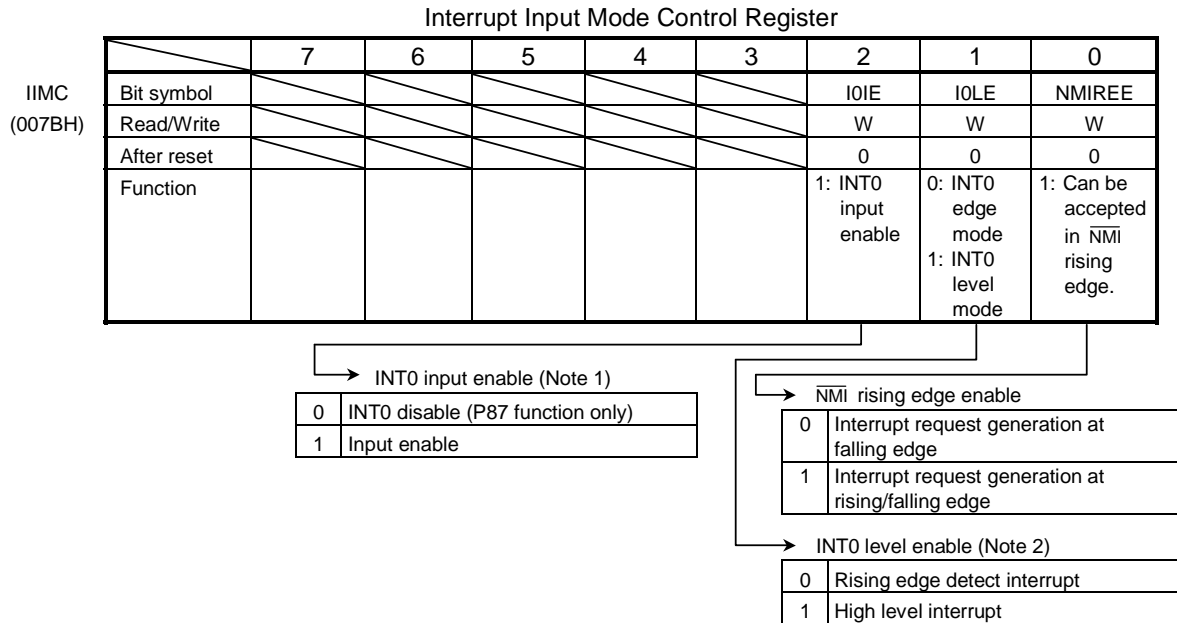 Interrupt Input Mode Control Register
7 6 5 4 3 2 1 0
IIMC
(007BH)
Bit symbol I0IE I0LE NMIREE
Read/Write W W W
After reset 0 0 0
Function
1: INT0
input
enable
0: INT0
edge
mode
1: INT0
level
mode
1: Can be
accepted
in NMI
rising
edge.
INT0 input enable (Note 1)
0 INT0 disable (P87 function only)
1 Input enable
NMI rising edge enable
0 Interrupt request generation at
falling edge
1 Interrupt request generation at
rising/falling edge
INT0 level enable (Note 2)
0 Rising edge detect interrupt
1 High level interrupt